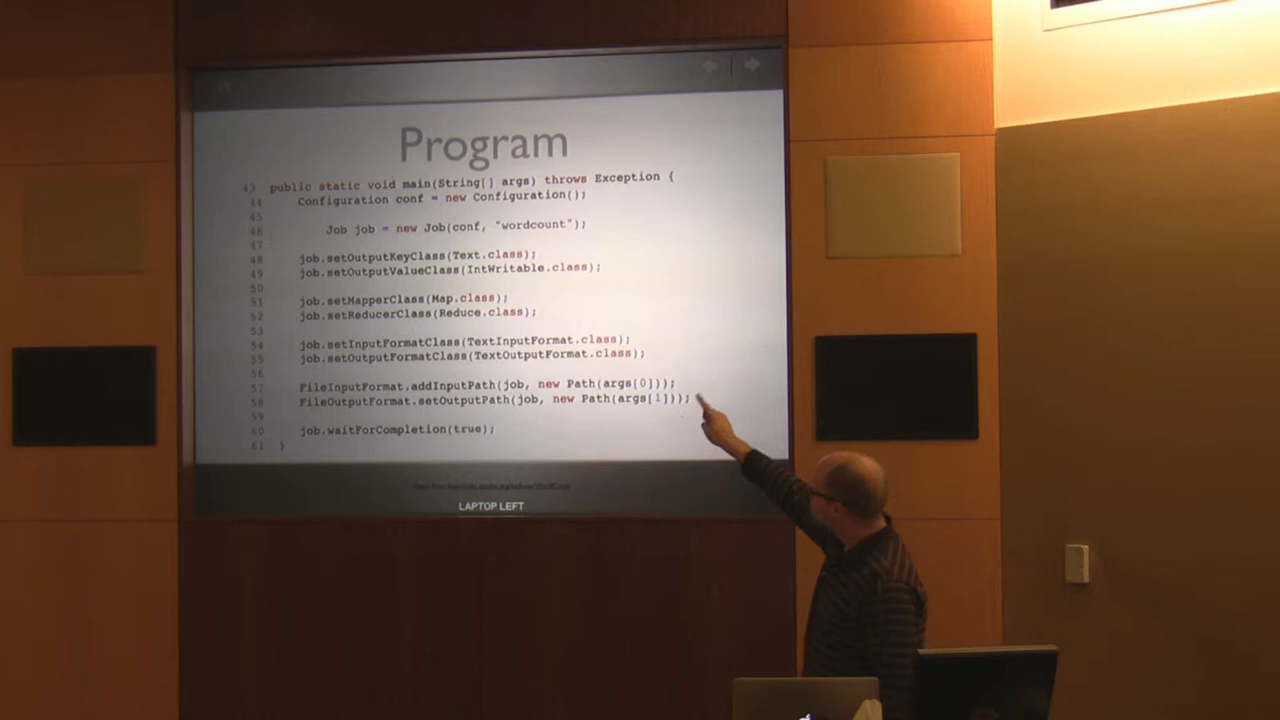 Program
43 public static void main(String[] args) throws Exception {
44 Configuration conf = new Configuration();
45
46 Job job = new Job(conf, "wordcount");
47
48 job.setOutputKeyClass(Text.class);
49 job.setOutputValueClass(IntWritable.class);
50
51 job.setMapperClass(Map.class);
52 job.setReducerClass(Reduce.class);
53
54 job.setInputFormatClass(TextInputFormat.class);
55 job.setOutputFormatClass(TextOutputFormat.class);
56
57 FileInputFormat.addInputPath(job, new Path(args[0]));
58 FileOutputFormat.setOutputPath(job, new Path(args[1]));
59
60 job.waitForCompletion(true);
61 }
LAPTOP LEFT